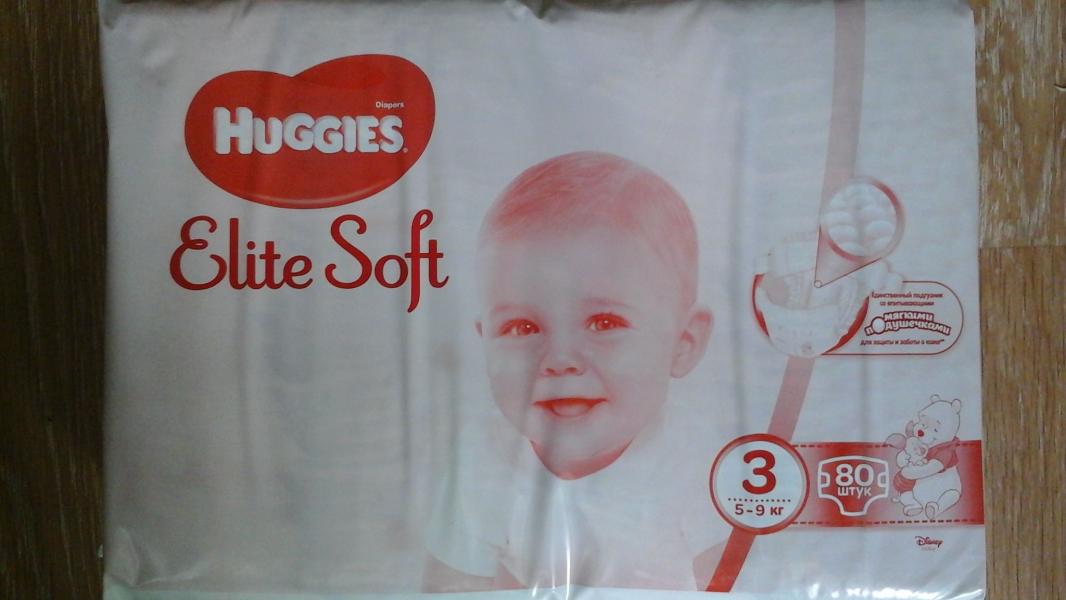 Diapers
HUGGIES®
Elite Soft
Единственный подгузник
со впитывающими
мягкими
подушечками
для защиты и заботы о коже**
3
5-9 кг
80
штук
Disney